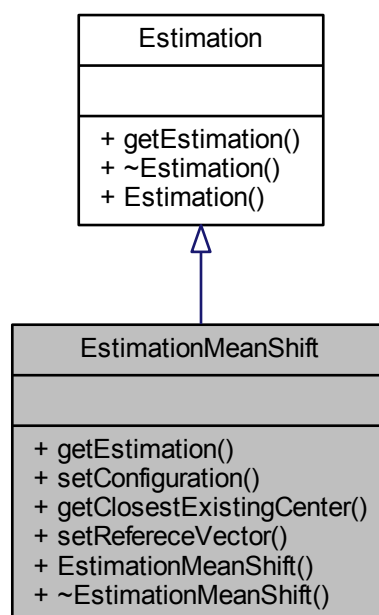 Estimation
+ getEstimation()
+ ~Estimation()
+ Estimation()
EstimationMeanShift
+ getEstimation()
+ setConfiguration()
+ getClosestExistingCenter()
+ setRefereceVector()
+ EstimationMeanShift()
+ ~EstimationMeanShift()